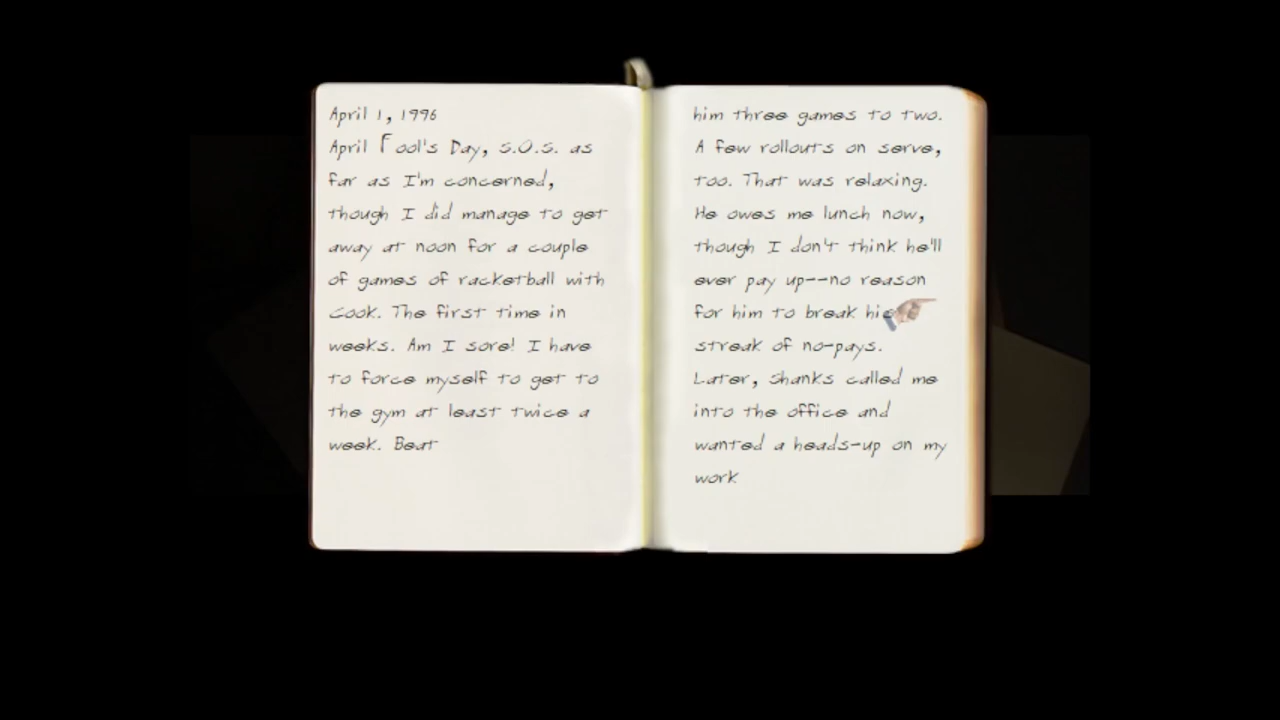 April 1, 1996
April Fool's Day, S.O.S. as
far as I'm concerned,
though I did manage to get
away at noon for a couple
of games of racketball with
Cook. The first time in
weeks. Am I sore! I have
to force myself to get to
the gym at least twice a
week. Beat
him three games to two.
A few rollouts on serve,
too. That was relaxing.
He owes me lunch now,
though I don't think he'll
ever pay up--no reason
for him to break his
streak of no-pays.
Later, Shanks called me
into the office and
wanted a heads-up on my
work